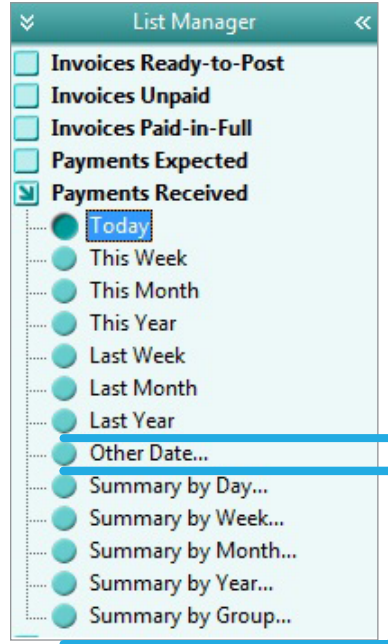 List Manager
Invoices Ready-to-Post
Invoices Unpaid
Invoices Paid-in-Full
Payments Expected
Payments Received
Today
This Week
This Month
This Year
Last Week
Last Month
Last Year
Other Date...
Summary by Day...
Summary by Week...
Summary by Month...
Summary by Year...
Summary by Group...